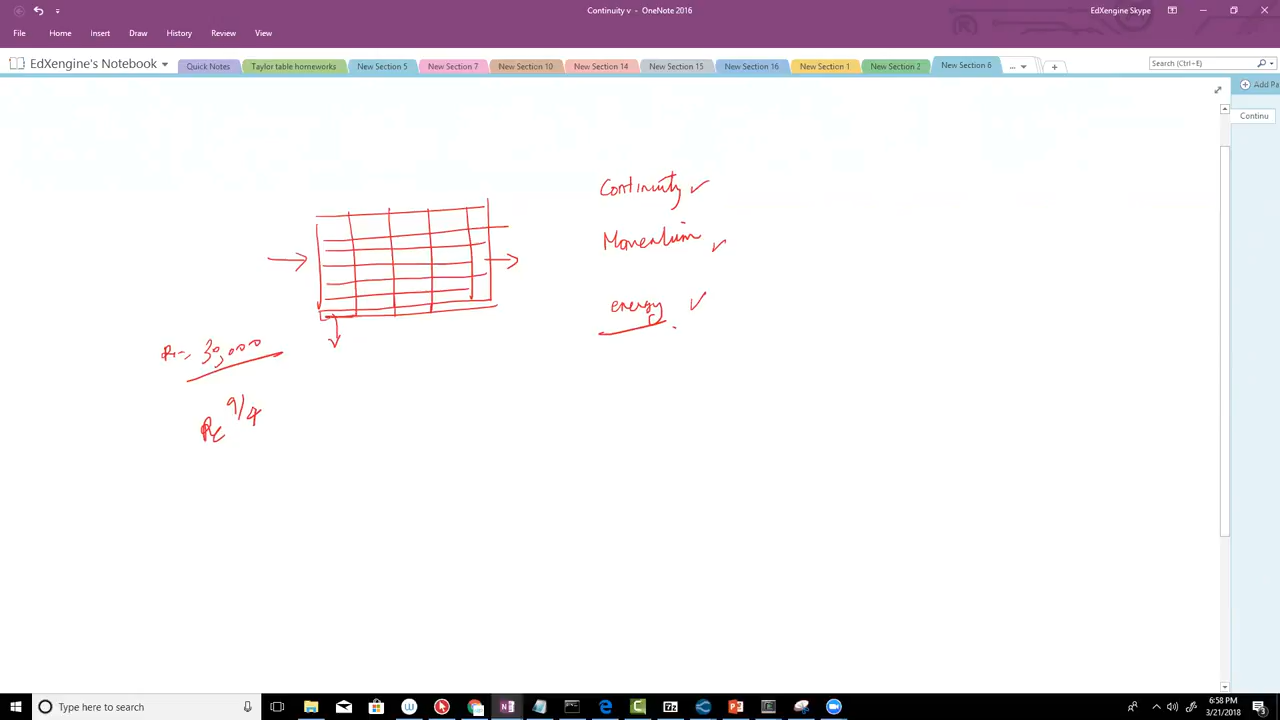 Continuity v - OneNote 2016
EdXengine Skype
File Home Insert Draw History Review View
EdXengine's Notebook
Quick Notes Taylor table homeworks New Section 5 New Section 7 New Section 10 New Section 14 New Section 15 New Section 16 New Section 1 New Section 2 New Section 6 ...
Search (Ctrl+E)
Add Pa
Continu
Continuity ✓
Momentum ✓
energy ✓
30,000
Re 9/4
Type here to search
6:58 PM
3/21/2018